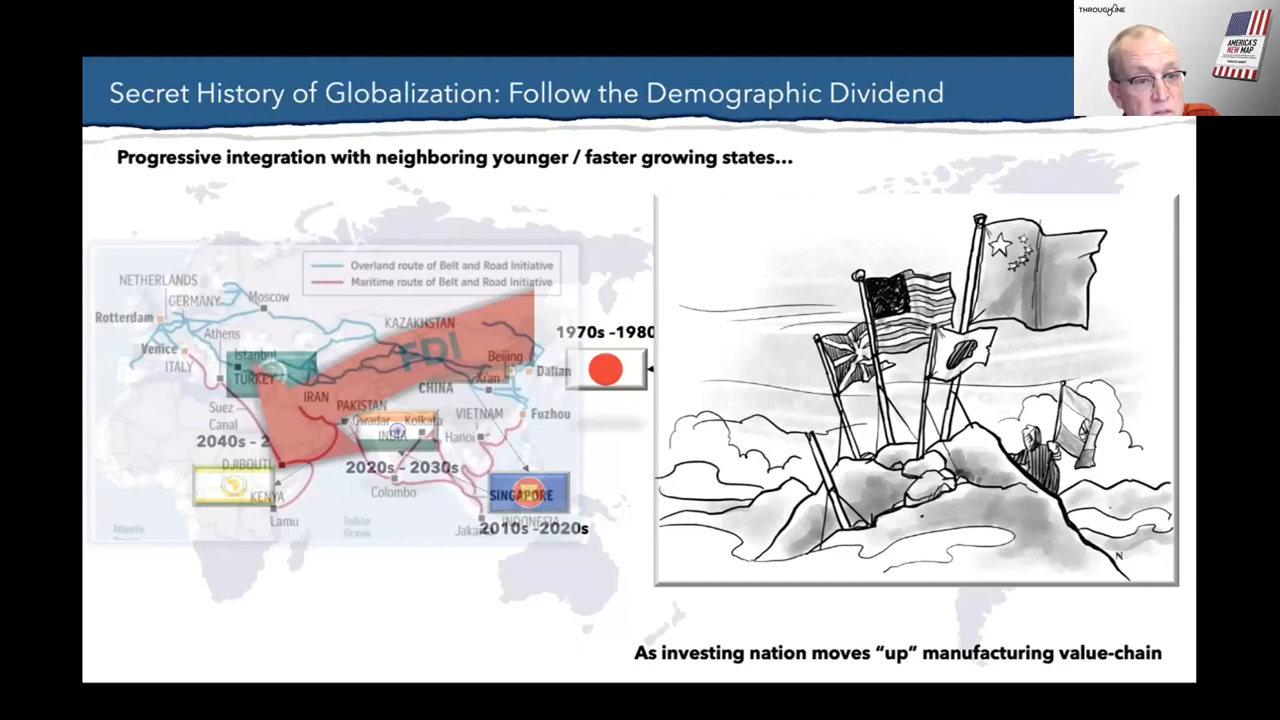 THROUGHLINE
AMERICA'S
NEW MAP
Secret History of Globalization: Follow the Demographic Dividend
Progressive integration with neighboring younger / faster growing states…
Overland route of Belt and Road Initiative
Maritime route of Belt and Road Initiative
NETHERLANDS
GERMANY
Moscow
Rotterdam
Athens
KAZAKHSTAN
1970s –1980
Venice
Istanbul
FDI
Beijing
ITALY
TURKEY
Xi'an
Dalian
IRAN
CHINA
Suez
Canal
PAKISTAN
Gwadar
Kolkata
VIETNAM
Fuzhou
2040s – 2
INDIA
Hanoi
DJIBOUTI
2020s – 2030s
KENYA
Colombo
SINGAPORE
Lamu
Atlantic
Indian
Ocean
INDONESIA
Jaka
2010s –2020s
N
As investing nation moves “up” manufacturing value-chain